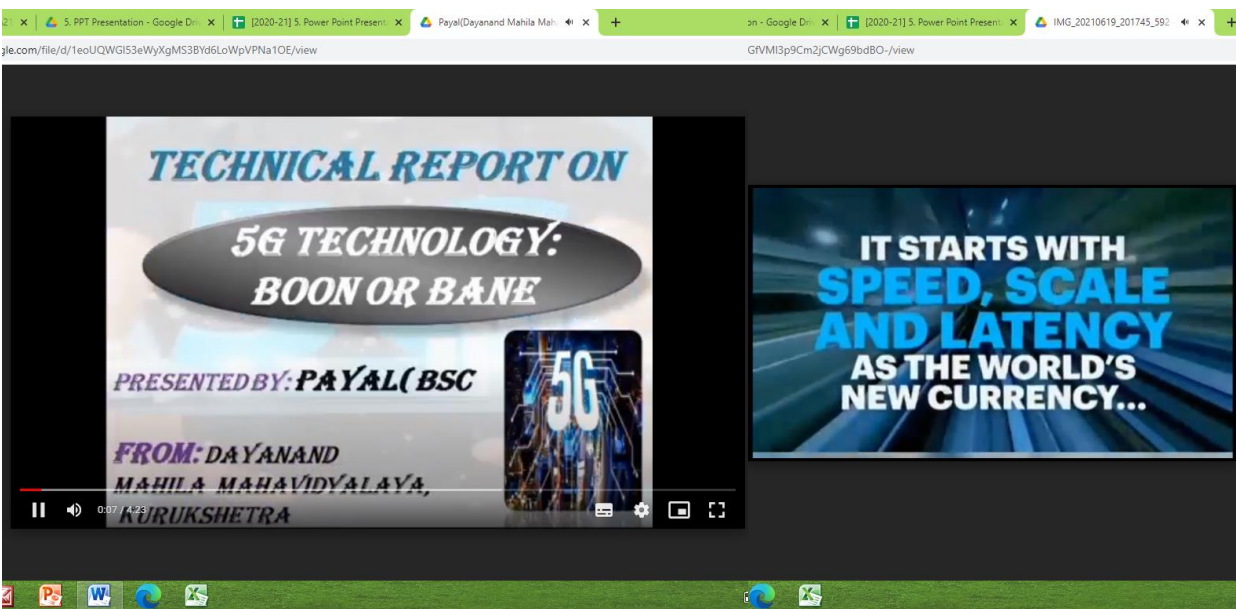 5. PPT Presentation - Google Driv
[2020-21] 5. Power Point Present
Payal(Dayanand Mahila Mah
gle.com/file/d/1eoUQWGl53eWyXgMS3BYd6LoWpVPNa1OE/view
TECHNICAL REPORT ON
5G TECHNOLOGY:
BOON OR BANE
PRESENTED BY: PAYAL( BSC
5G
FROM: DAYANAND
MAHILA MAHAVIDYALAYA,
KURUKSHETRA
0:07 / 4:23
on - Google Driv
[2020-21] 5. Power Point Present
IMG_20210619_201745_592
GfVMI3p9Cm2jCWg69bdBO-/view
IT STARTS WITH
SPEED, SCALE
AND LATENCY
AS THE WORLD'S
NEW CURRENCY...